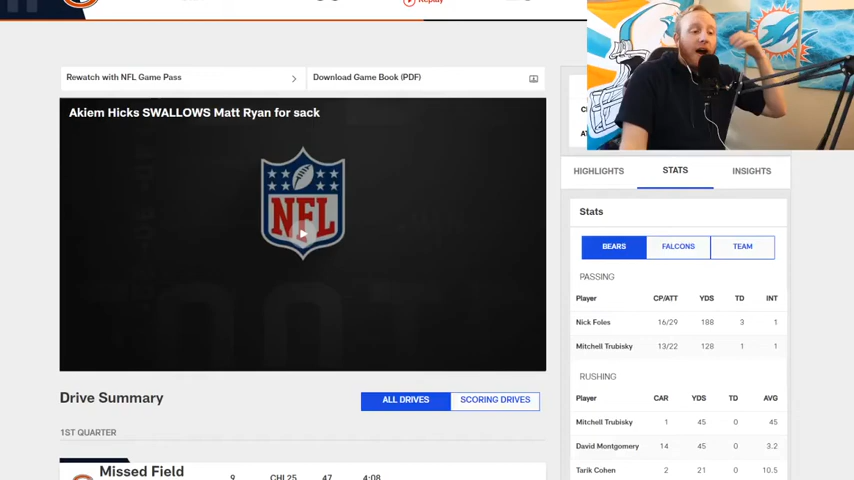 Replay
Rewatch with NFL Game Pass
Download Game Book (PDF)
Akiem Hicks SWALLOWS Matt Ryan for sack
NFL
HIGHLIGHTS
STATS
INSIGHTS
Stats
BEARS
FALCONS
TEAM
PASSING
Player CP/ATT YDS TD INT
Nick Foles 16/29 188 3 1
Mitchell Trubisky 13/22 128 1 1
RUSHING
Player CAR YDS TD AVG
Mitchell Trubisky 1 45 0 45
David Montgomery 14 45 0 3.2
Tarik Cohen 2 21 0 10.5
Drive Summary
ALL DRIVES
SCORING DRIVES
1ST QUARTER
Missed Field
9 CHI 25 47 4:08